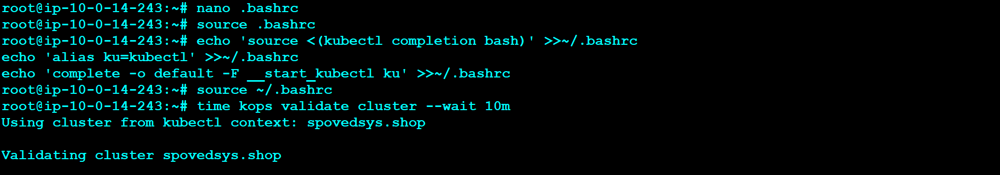 root@ip-10-0-14-243:~# nano .bashrc
root@ip-10-0-14-243:~# source .bashrc
root@ip-10-0-14-243:~# echo 'source <(kubectl completion bash)' >>~/.bashrc
echo 'alias ku=kubectl' >>~/.bashrc
echo 'complete -o default -F __start_kubectl ku' >>~/.bashrc
root@ip-10-0-14-243:~# source ~/.bashrc
root@ip-10-0-14-243:~# time kops validate cluster --wait 10m
Using cluster from kubectl context: spovedsys.shop
Validating cluster spovedsys.shop